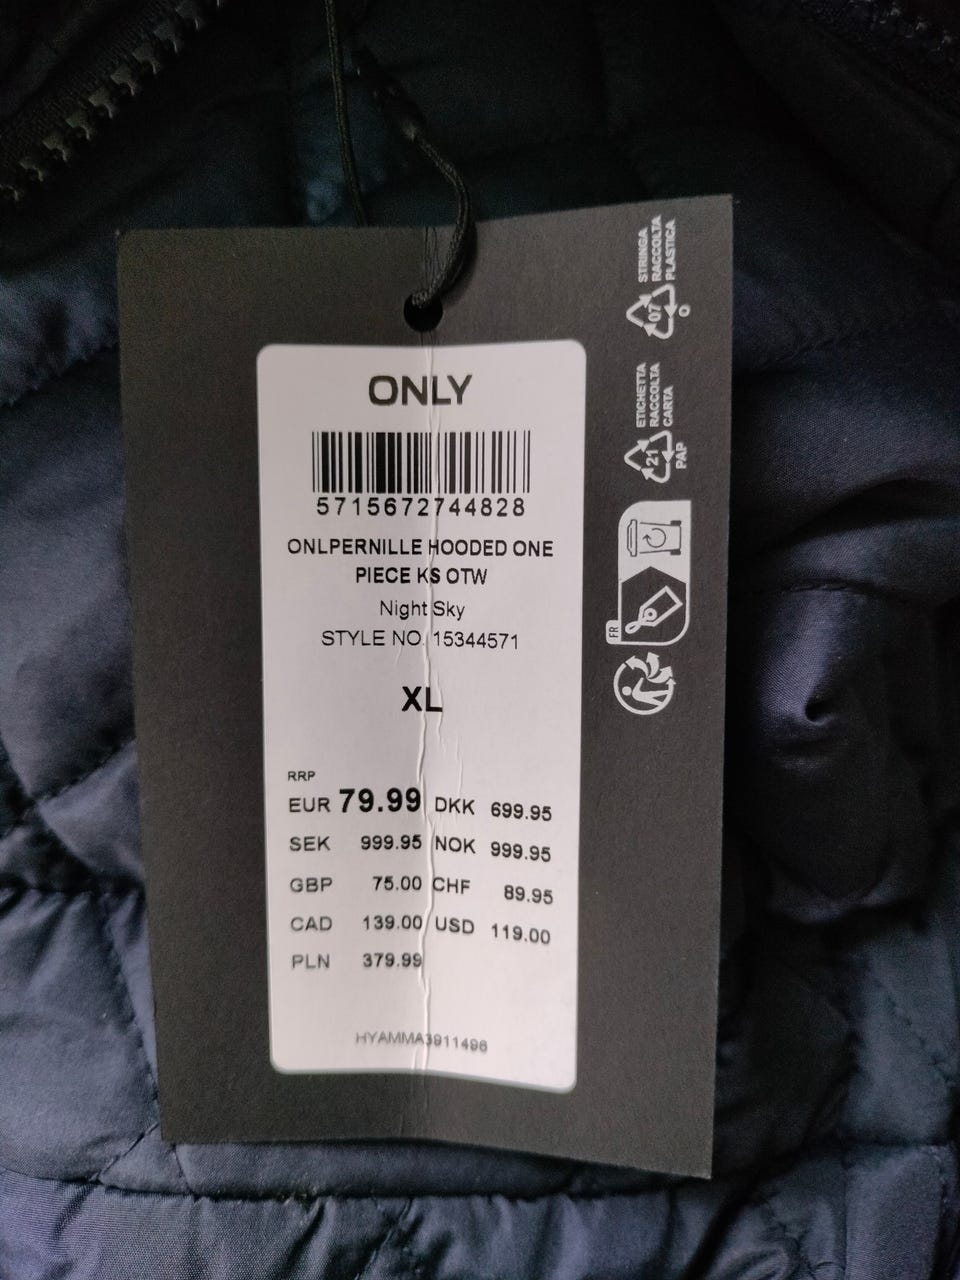 ONLY
5715672744828
ONLPERNILLE HOODED ONE
PIECE KS OTW
Night Sky
STYLE NO. 15344571
XL
RRP
EUR 79.99 DKK 699.95
SEK 999.95 NOK 999.95
GBP 75.00 CHF 89.95
CAD 139.00 USD 119.00
PLN 379.99
HYAMMA3911496
STRINGA
RACCOLTA
PLASTICA
07
O
ETICHETTA
RACCOLTA
CARTA
21
PAP
FR